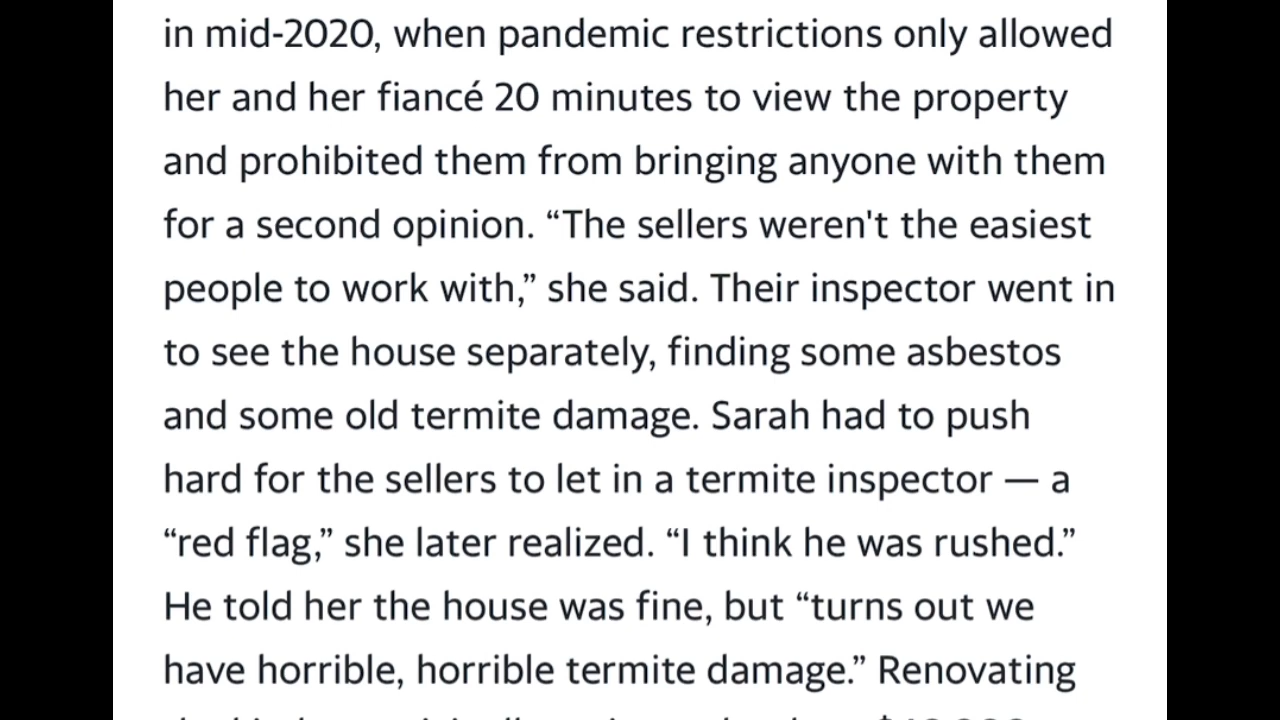 in mid-2020, when pandemic restrictions only allowed
her and her fiancé 20 minutes to view the property
and prohibited them from bringing anyone with them
for a second opinion. “The sellers weren't the easiest
people to work with,” she said. Their inspector went in
to see the house separately, finding some asbestos
and some old termite damage. Sarah had to push
hard for the sellers to let in a termite inspector — a
“red flag,” she later realized. “I think he was rushed.”
He told her the house was fine, but “turns out we
have horrible, horrible termite damage.” Renovating